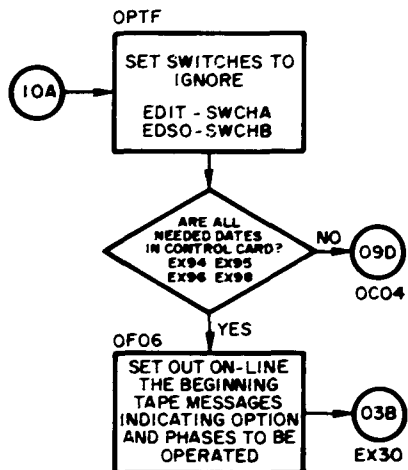 OPTF
SET SWITCHES TO
IGNORE
EDIT - SWCHA
EDSO - SWCHB
10A
ARE ALL
NEEDED DATES
IN CONTROL CARD?
EX94 EX95
EX96 EX98
NO
09D
OC04
YES
OF06
SET OUT ON-LINE
THE BEGINNING
TAPE MESSAGES
INDICATING OPTION
AND PHASES TO BE
OPERATED
03B
EX30